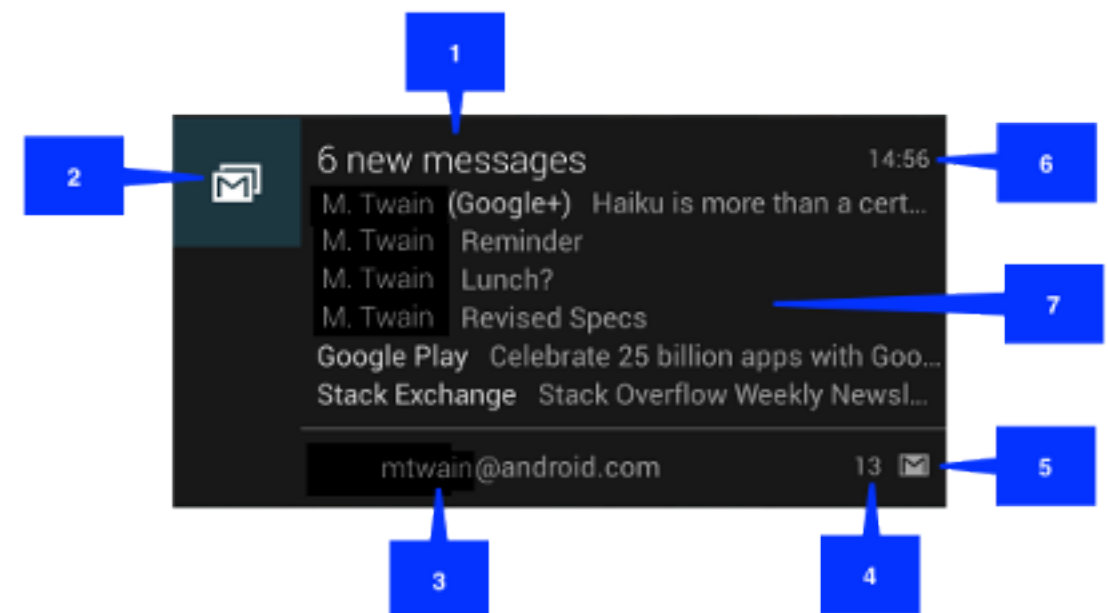 1
2
6 new messages 14:56
6
M. Twain (Google+) Haiku is more than a cert...
M. Twain Reminder
M. Twain Lunch?
7
M. Twain Revised Specs
Google Play Celebrate 25 billion apps with Goo...
Stack Exchange Stack Overflow Weekly Newsl...
mtwain@android.com 13
5
3
4